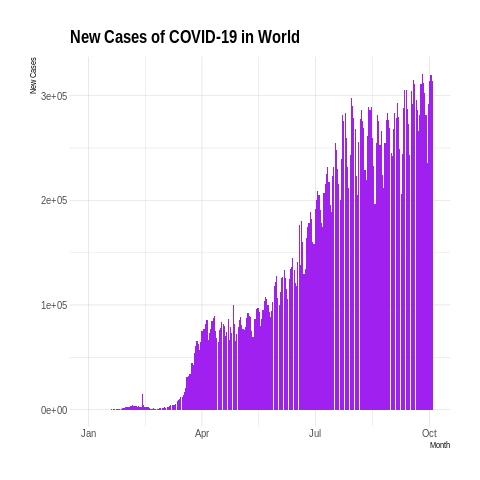 New Cases of COVID-19 in World
New Cases
3e+05
2e+05
1e+05
0e+00
Jan Apr Jul Oct
Month